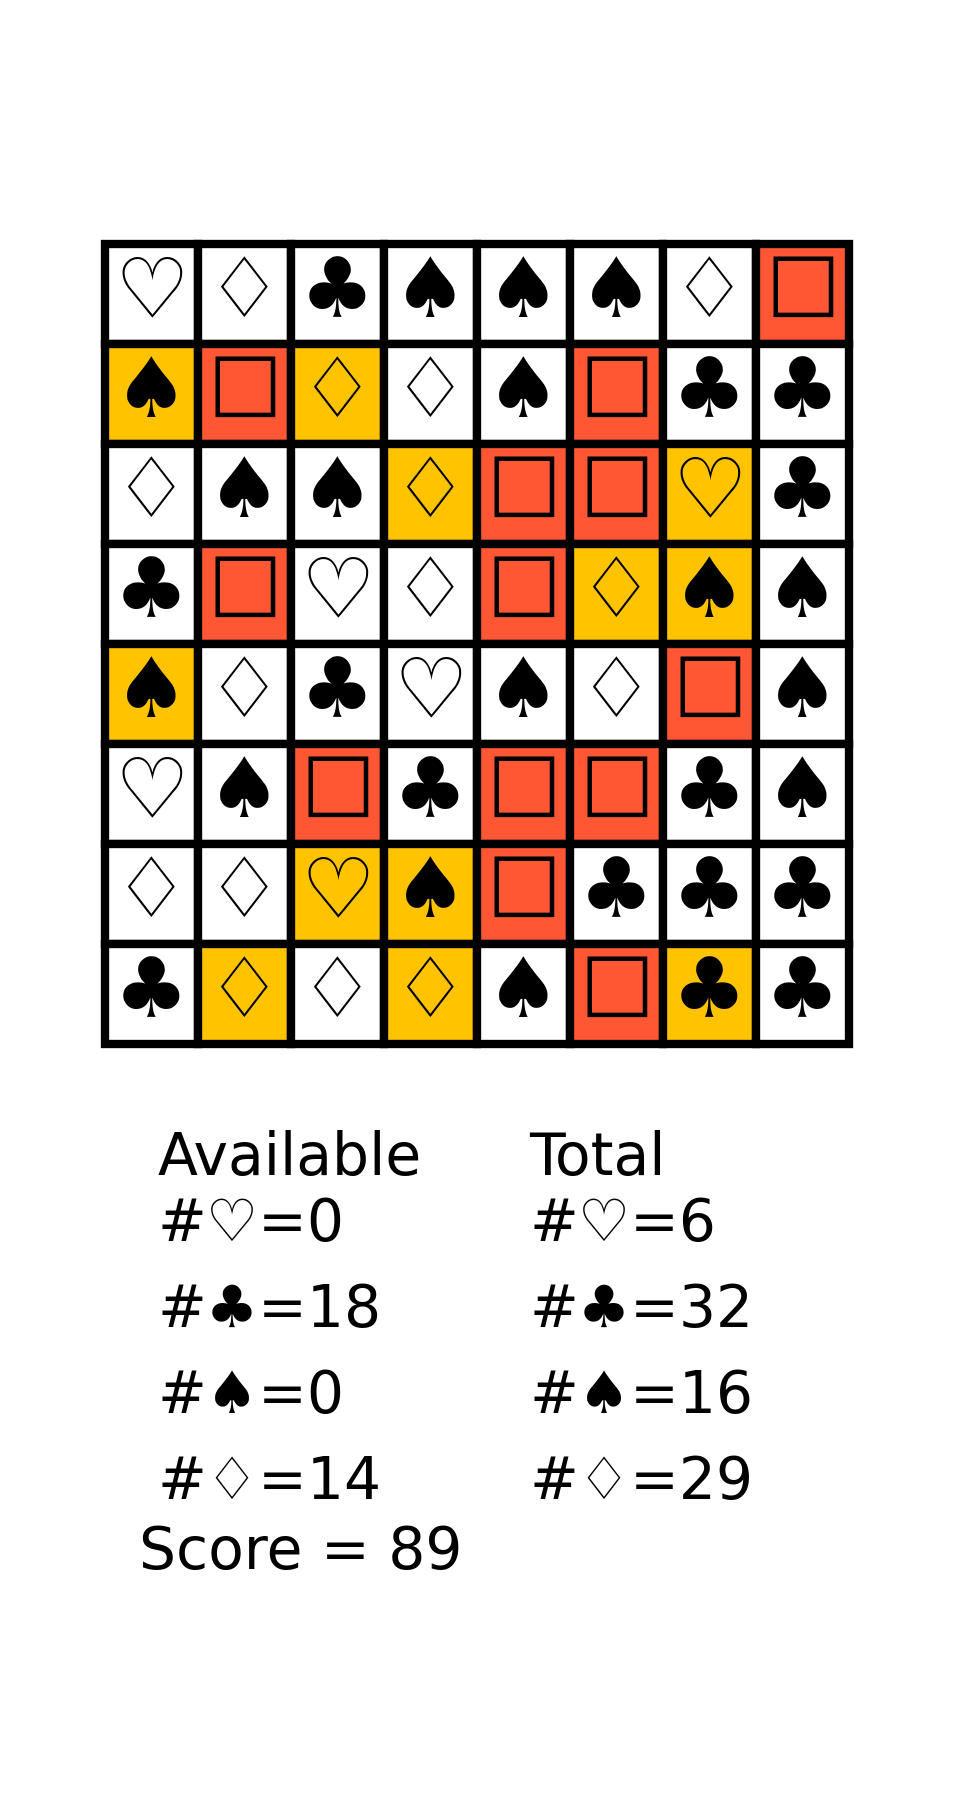 ♡ ♢ ♣ ♠ ♠ ♠ ♢ □
♠ □ ♢ ♢ ♠ □ ♣ ♣
♢ ♠ ♠ ♢ □ □ ♡ ♣
♣ □ ♡ ♢ □ ♢ ♠ ♠
♠ ♢ ♣ ♡ ♠ ♢ □ ♠
♡ ♠ □ ♣ □ □ ♣ ♠
♢ ♢ ♡ ♠ □ ♣ ♣ ♣
♣ ♢ ♢ ♢ ♠ □ ♣ ♣
Available Total
#♡=0 #♡=6
#♣=18 #♣=32
#♠=0 #♠=16
#♢=14 #♢=29
Score = 89